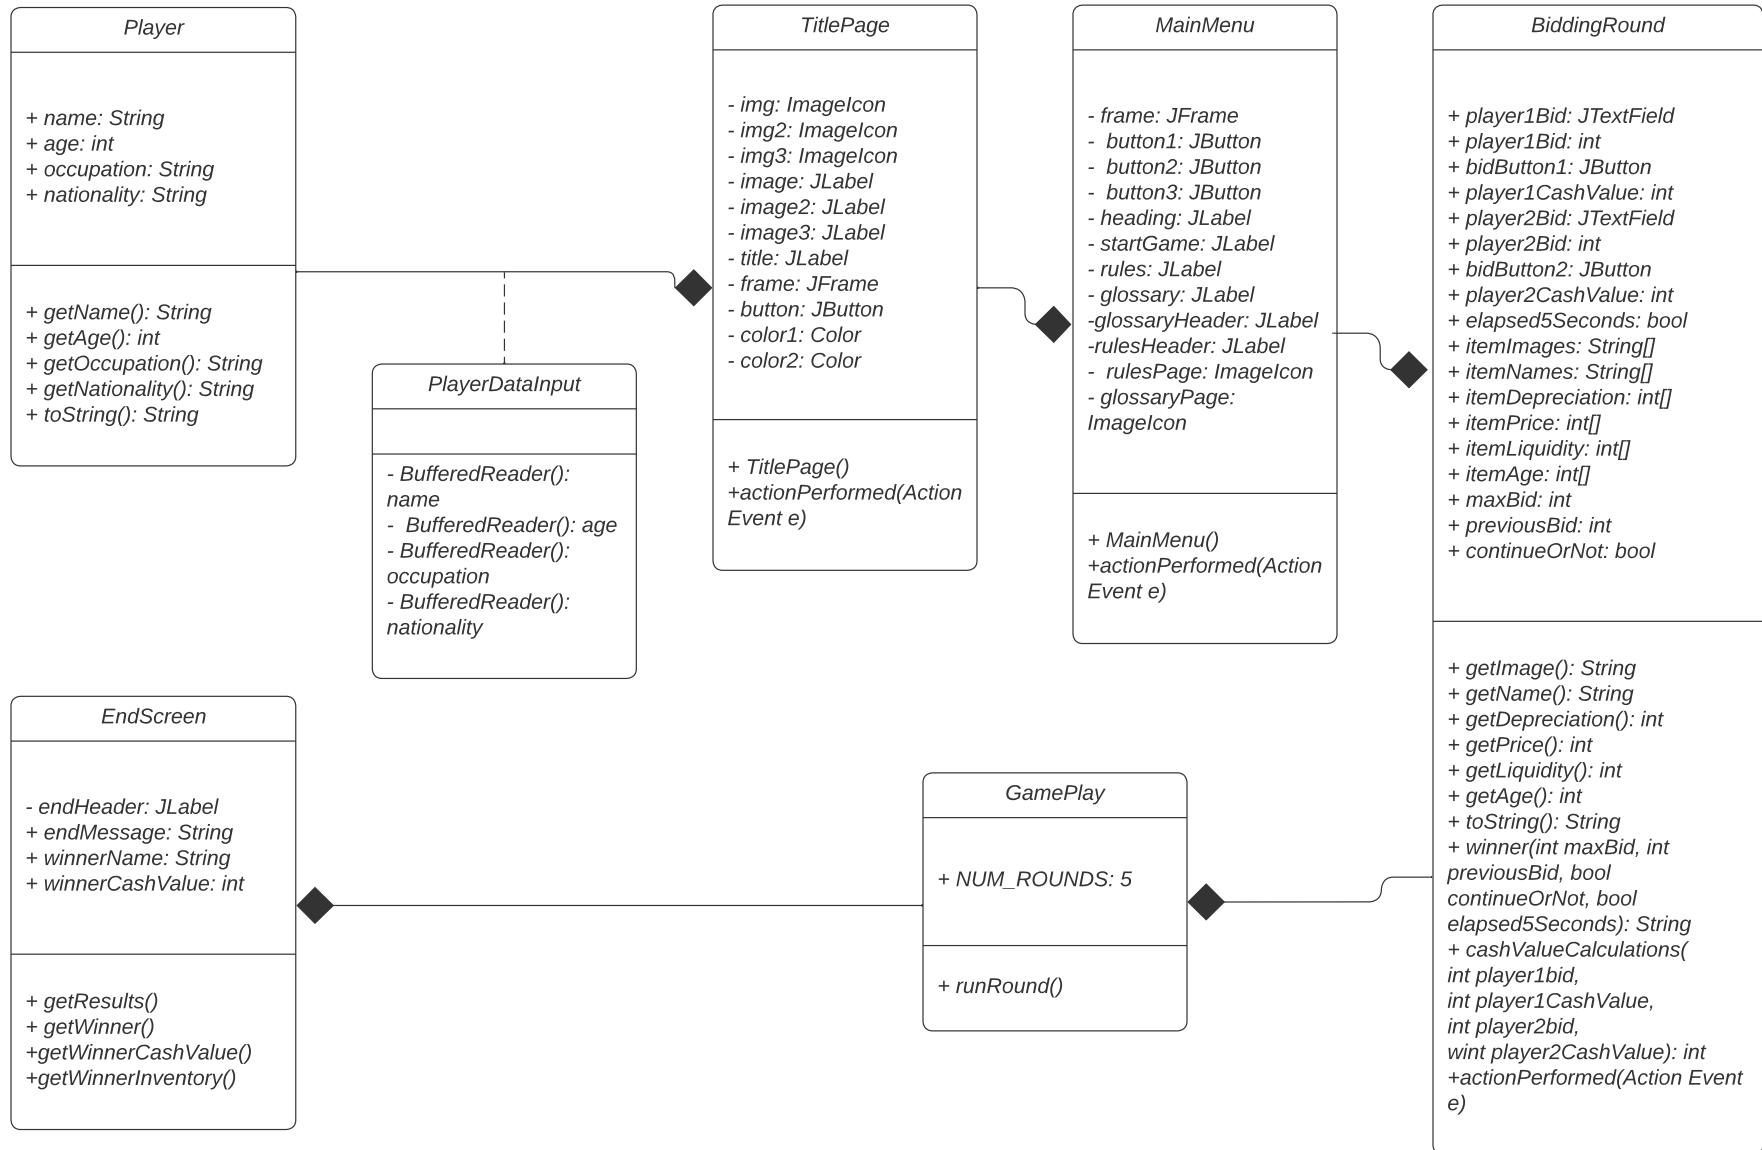 Player
+ name: String
+ age: int
+ occupation: String
+ nationality: String
+ getName(): String
+ getAge(): int
+ getOccupation(): String
+ getNationality(): String
+ toString(): String
PlayerDataInput
- BufferedReader():
name
-  BufferedReader(): age
- BufferedReader():
occupation
- BufferedReader():
nationality
TitlePage
- img: ImageIcon
- img2: ImageIcon
- img3: ImageIcon
- image: JLabel
- image2: JLabel
- image3: JLabel
- title: JLabel
- frame: JFrame
- button: JButton
- color1: Color
- color2: Color
+ TitlePage()
+actionPerformed(Action
Event e)
MainMenu
- frame: JFrame
-  button1: JButton
-  button2: JButton
-  button3: JButton
- heading: JLabel
- startGame: JLabel
- rules: JLabel
- glossary: JLabel
-glossaryHeader: JLabel
-rulesHeader: JLabel
-  rulesPage: ImageIcon
- glossaryPage:
ImageIcon
+ MainMenu()
+actionPerformed(Action
Event e)
BiddingRound
+ player1Bid: JTextField
+ player1Bid: int
+ bidButton1: JButton
+ player1CashValue: int
+ player2Bid: JTextField
+ player2Bid: int
+ bidButton2: JButton
+ player2CashValue: int
+ elapsed5Seconds: bool
+ itemImages: String[]
+ itemNames: String[]
+ itemDepreciation: int[]
+ itemPrice: int[]
+ itemLiquidity: int[]
+ itemAge: int[]
+ maxBid: int
+ previousBid: int
+ continueOrNot: bool
+ getImage(): String
+ getName(): String
+ getDepreciation(): int
+ getPrice(): int
+ getLiquidity(): int
+ getAge(): int
+ toString(): String
+ winner(int maxBid, int
previousBid, bool
continueOrNot, bool
elapsed5Seconds): String
+ cashValueCalculations(
int player1bid,
int player1CashValue,
int player2bid,
wint player2CashValue): int
+actionPerformed(Action Event
e)
EndScreen
- endHeader: JLabel
+ endMessage: String
+ winnerName: String
+ winnerCashValue: int
+ getResults()
+ getWinner()
+getWinnerCashValue()
+getWinnerInventory()
GamePlay
+ NUM_ROUNDS: 5
+ runRound()